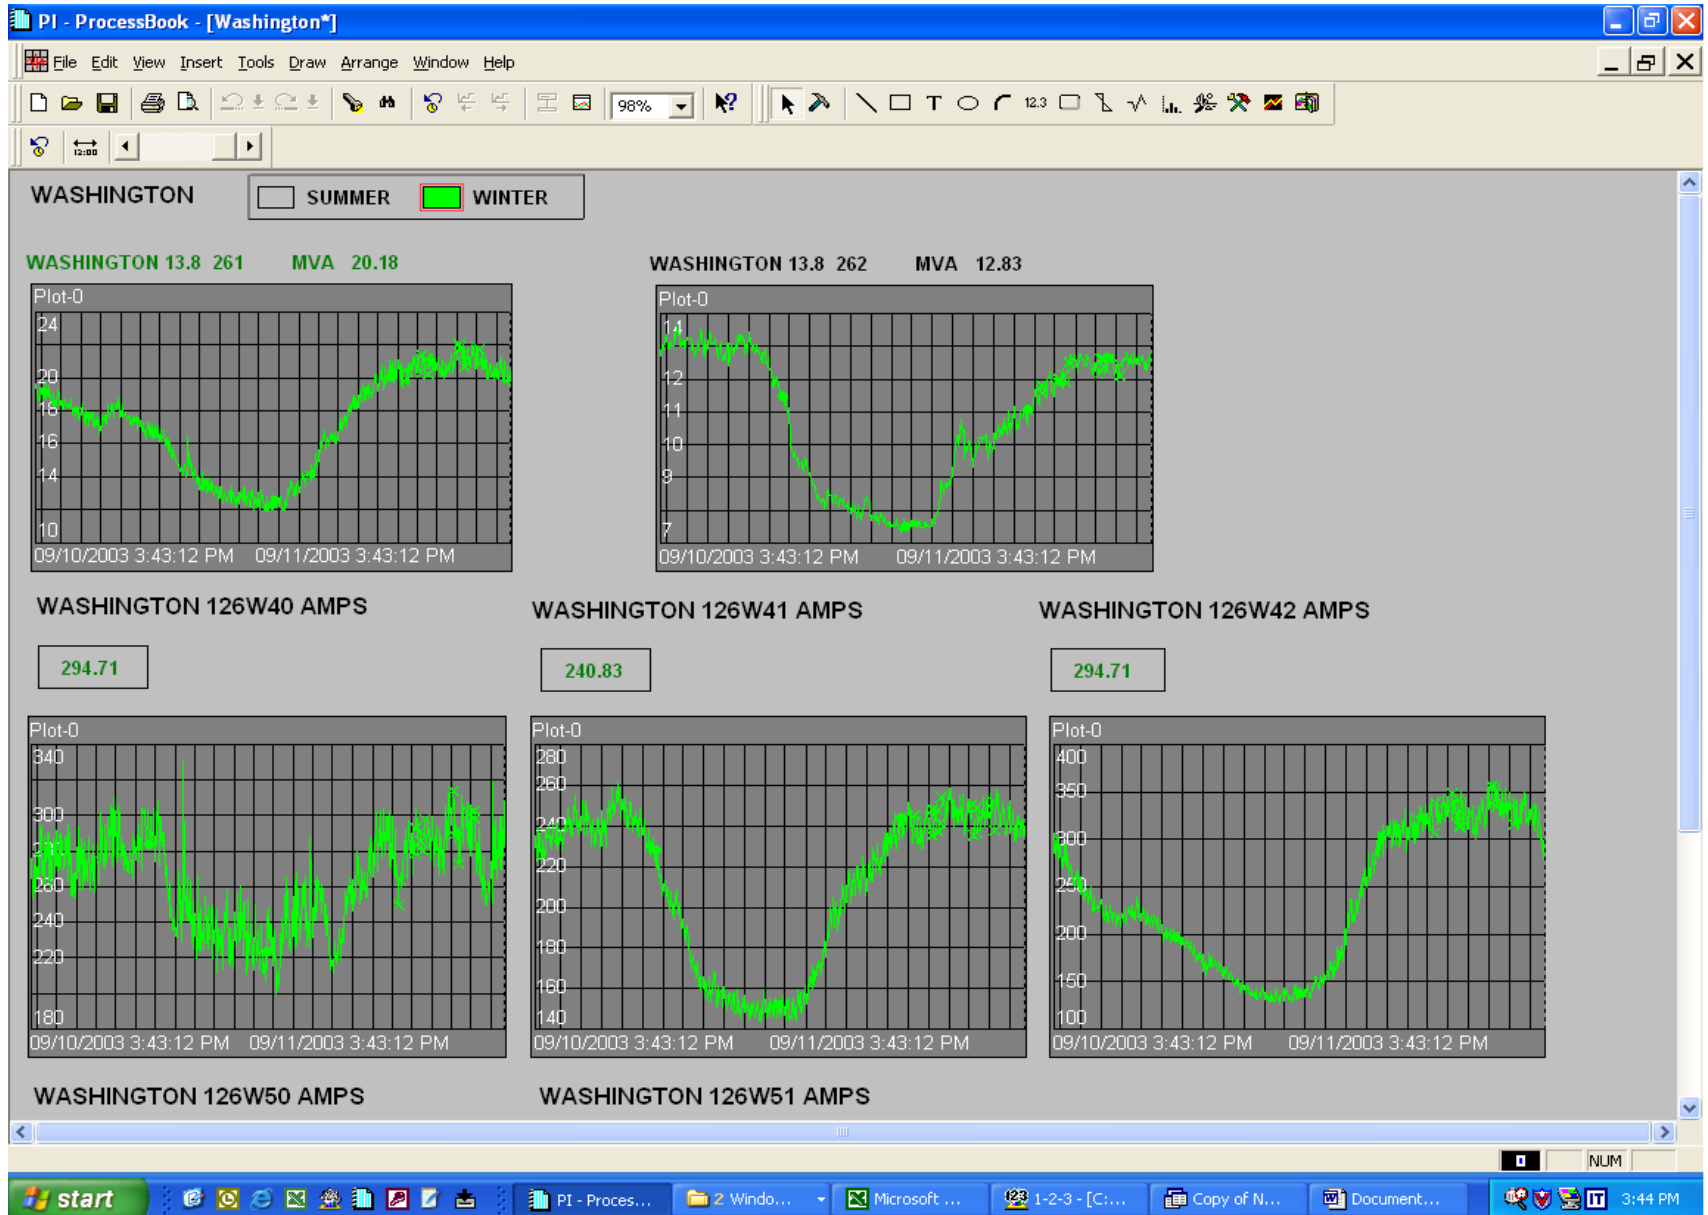 PI - ProcessBook - [Washington*]
File Edit View Insert Tools Draw Arrange Window Help
98%
T 12.3
12:00
WASHINGTON SUMMER WINTER
WASHINGTON 13.8 261 MVA 20.18
WASHINGTON 13.8 262 MVA 12.83
Plot-0
24
20
18
16
14
10
09/10/2003 3:43:12 PM 09/11/2003 3:43:12 PM
Plot-0
14
12
11
10
9
7
09/10/2003 3:43:12 PM 09/11/2003 3:43:12 PM
WASHINGTON 126W40 AMPS
WASHINGTON 126W41 AMPS
WASHINGTON 126W42 AMPS
294.71
240.83
294.71
Plot-0
340
300
280
260
240
220
180
09/10/2003 3:43:12 PM 09/11/2003 3:43:12 PM
Plot-0
280
260
240
220
200
180
160
140
09/10/2003 3:43:12 PM 09/11/2003 3:43:12 PM
Plot-0
400
350
300
250
200
150
100
09/10/2003 3:43:12 PM 09/11/2003 3:43:12 PM
WASHINGTON 126W50 AMPS
WASHINGTON 126W51 AMPS
NUM
start
PI - Proces...
2 Windo...
Microsoft ...
123 1-2-3 - [C:...
Copy of N...
Document...
IT 3:44 PM